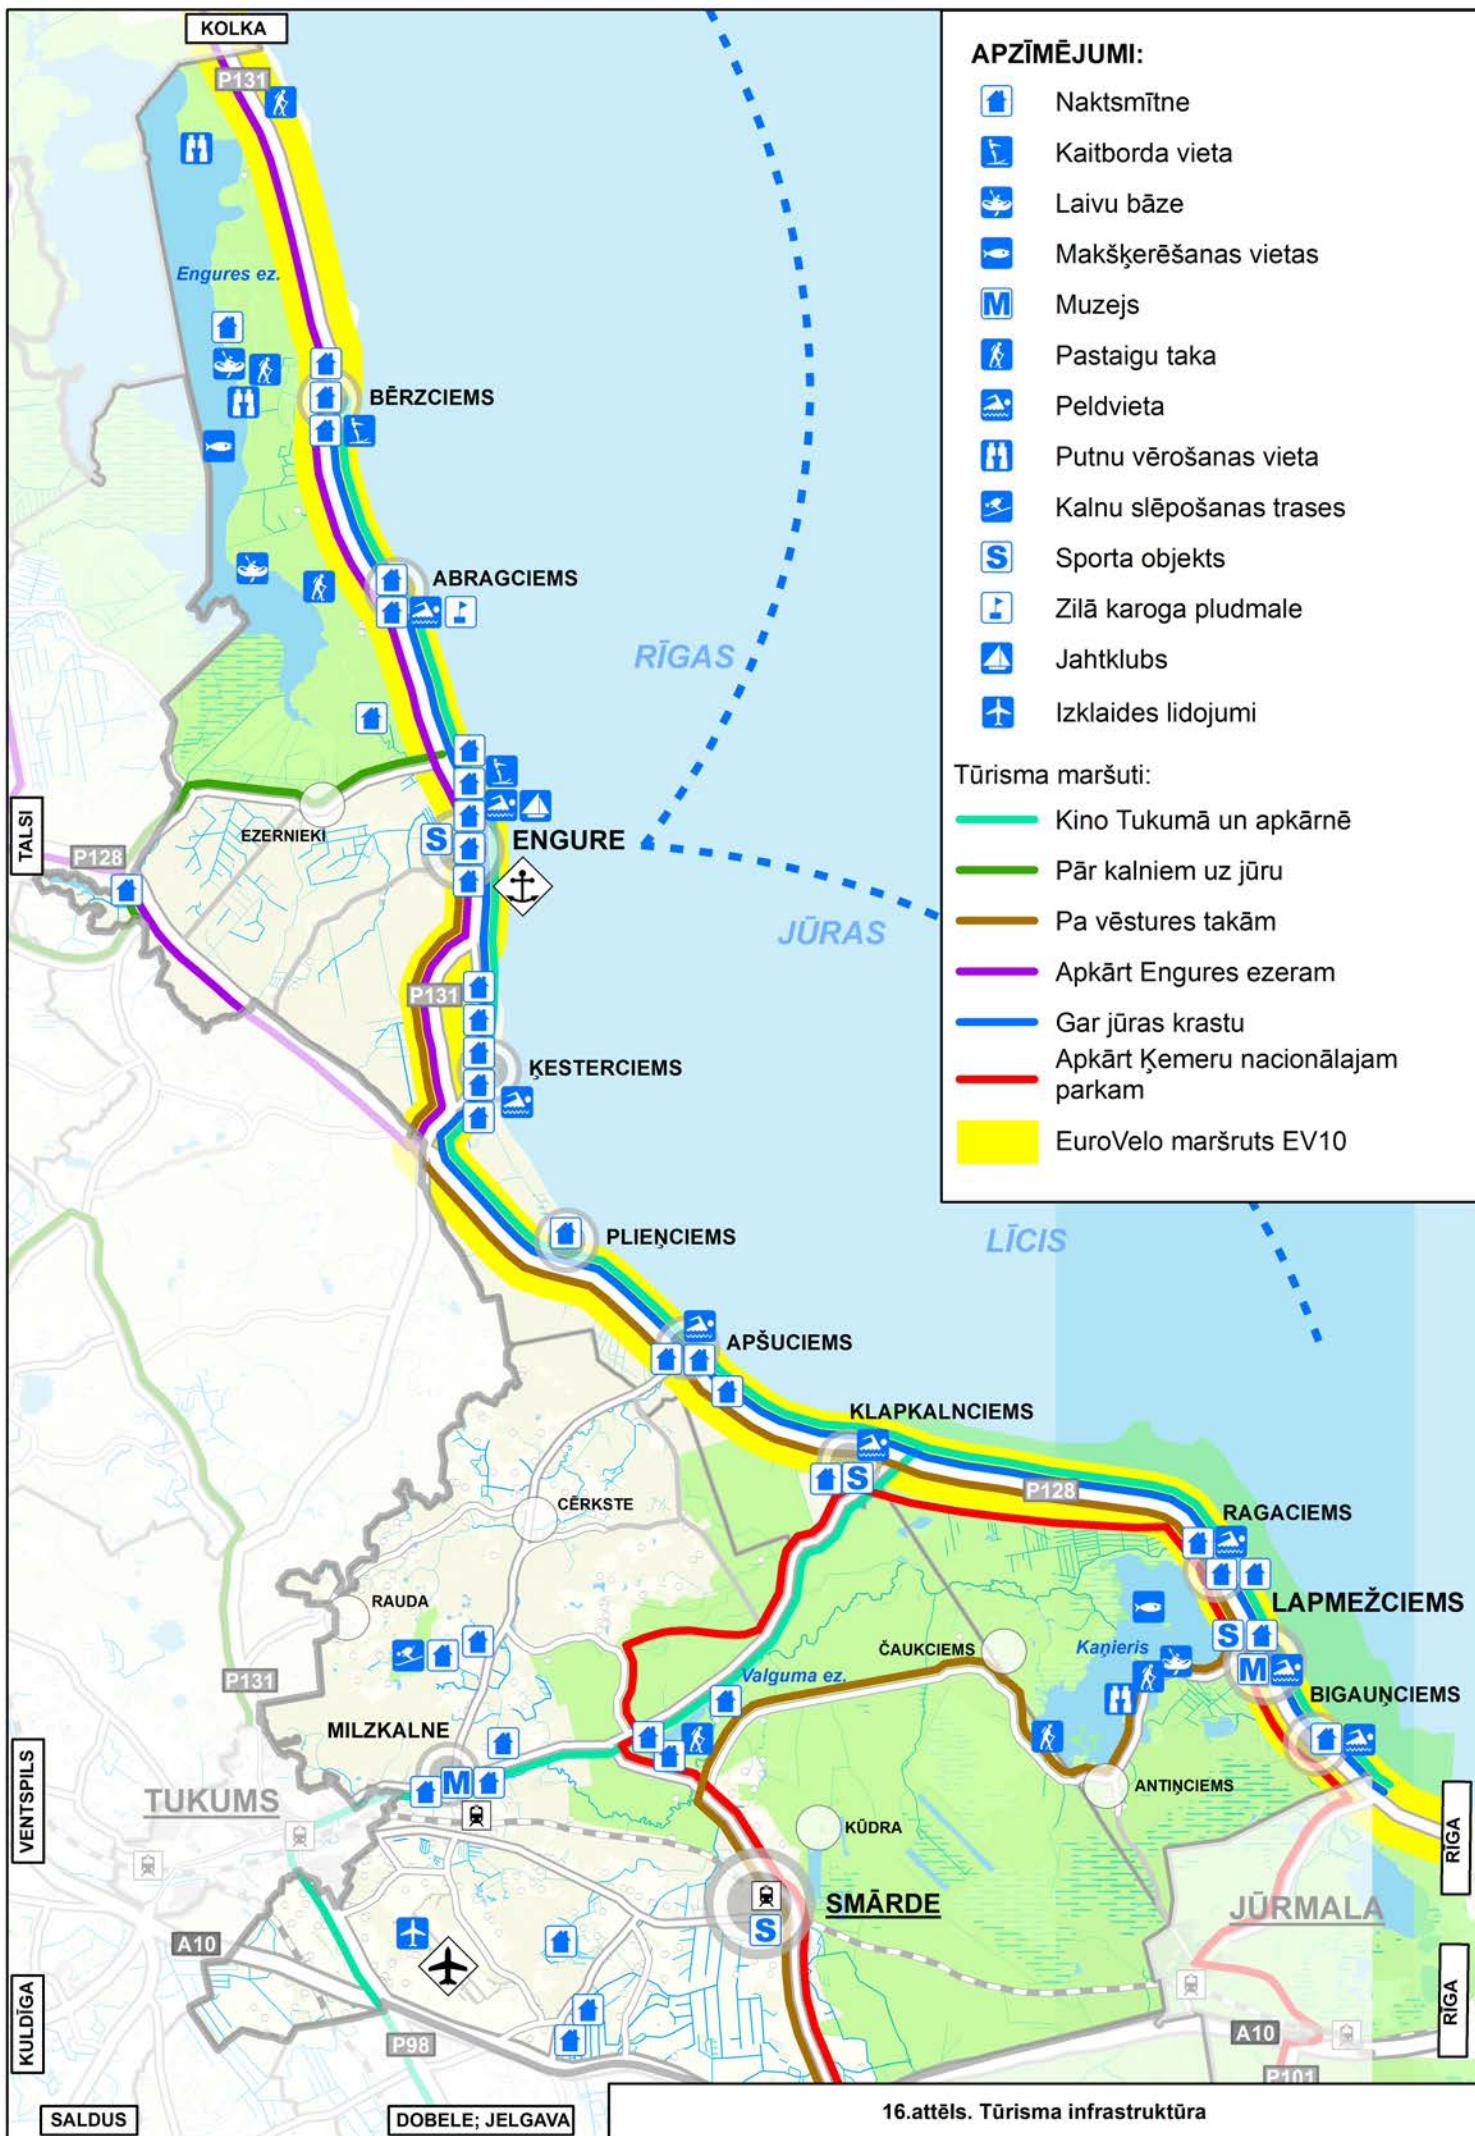 KOLKA
P131
Engures ez.
BĒRZCIEMS
ABRAGCIEMS
RĪGAS
TALSI
P128
EZERNIEKI
S
ENGURE
JŪRAS
P131
ĶESTERCIEMS
PLIEŅCIEMS
LĪCIS
APŠUCIEMS
KLAPKALNCIEMS
S
P128
RAGACIEMS
CĒRKSTE
RAUDA
LAPMEŽCIEMS
S
ČAUKCIEMS
Kaņieris
M
P131
Valguma ez.
BIGAUŅCIEMS
MILZKALNE
M
ANTIŅCIEMS
VENTSPILS
TUKUMS
KŪDRA
RĪGA
SMĀRDE
S
JŪRMALA
A10
KULDĪGA
P98
A10
RĪGA
P101
SALDUS
DOBELE; JELGAVA
APZĪMĒJUMI:
Naktsmītne
Kaitborda vieta
Laivu bāze
Makšķerēšanas vietas
M Muzejs
Pastaigu taka
Peldvieta
Putnu vērošanas vieta
Kalnu slēpošanas trases
S Sporta objekts
Zilā karoga pludmale
Jahtklubs
Izklaides lidojumi
Tūrisma maršuti:
Kino Tukumā un apkārnē
Pār kalniem uz jūru
Pa vēstures takām
Apkārt Engures ezeram
Gar jūras krastu
Apkārt Ķemeru nacionālajam
parkam
EuroVelo maršruts EV10
16.attēls. Tūrisma infrastruktūra